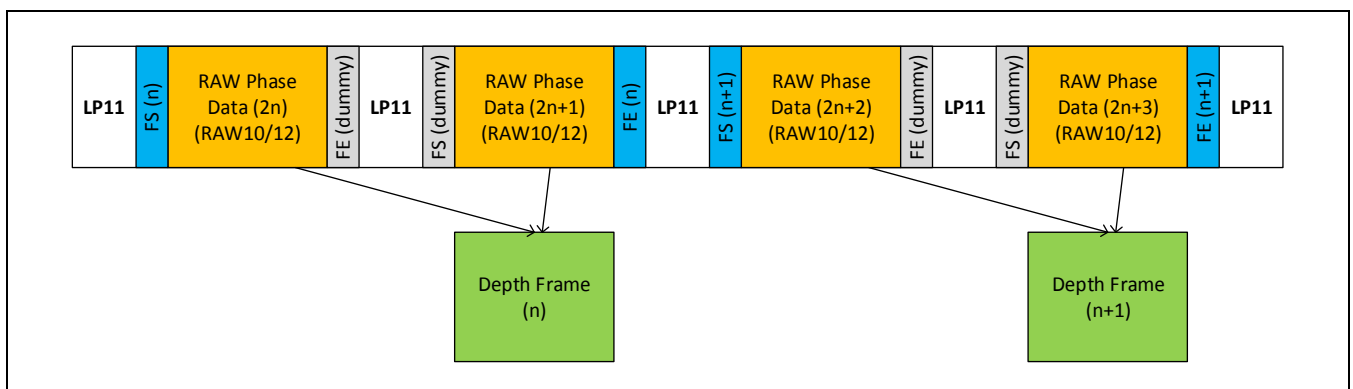 LP11
FS (n)
RAW Phase
Data (2n)
(RAW10/12)
FE (dummy)
LP11
FS (dummy)
RAW Phase
Data (2n+1)
(RAW10/12)
FE (n)
LP11
FS (n+1)
RAW Phase
Data (2n+2)
(RAW10/12)
FE (dummy)
LP11
FS (dummy)
RAW Phase
Data (2n+3)
(RAW10/12)
FE (n+1)
LP11
Depth Frame
(n)
Depth Frame
(n+1)